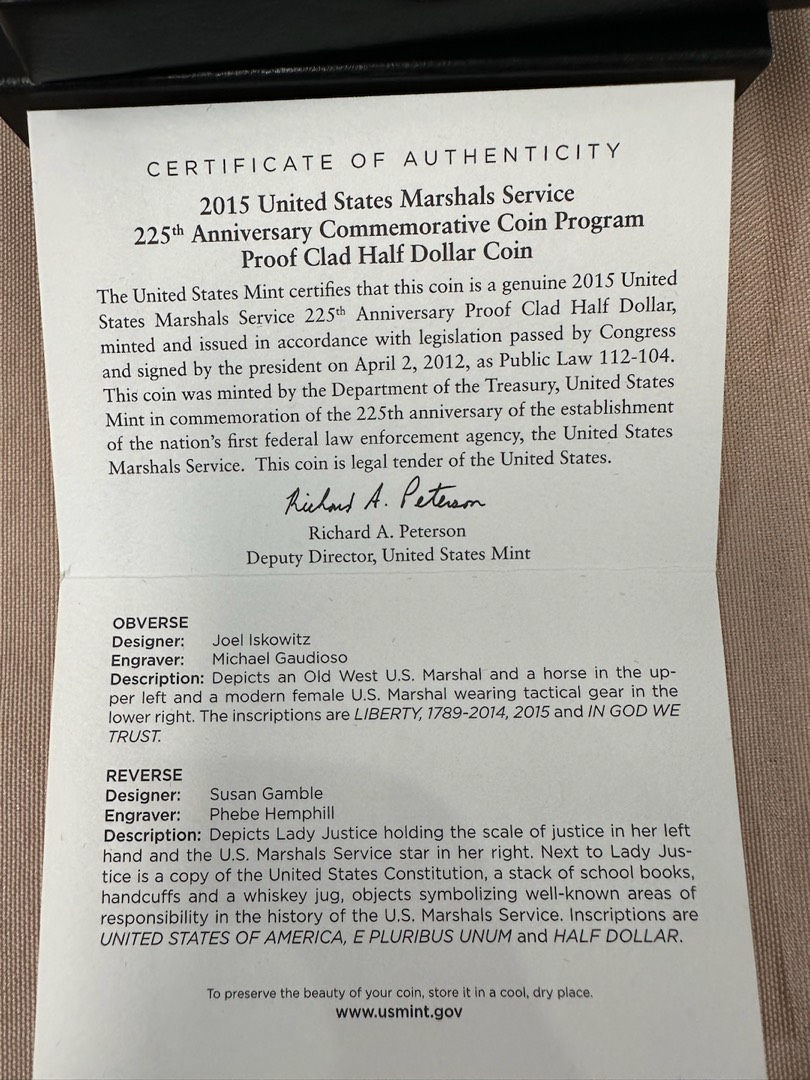 CERTIFICATE OF AUTHENTICITY
2015 United States Marshals Service
225th Anniversary Commemorative Coin Program
Proof Clad Half Dollar Coin
The United States Mint certifies that this coin is a genuine 2015 United
States Marshals Service 225th Anniversary Proof Clad Half Dollar,
minted and issued in accordance with legislation passed by Congress
and signed by the president on April 2, 2012, as Public Law 112-104.
This coin was minted by the Department of the Treasury, United States
Mint in commemoration of the 225th anniversary of the establishment
of the nation's first federal law enforcement agency, the United States
Marshals Service. This coin is legal tender of the United States.
Richard A. Peterson
Richard A. Peterson
Deputy Director, United States Mint
OBVERSE
Designer: Joel Iskowitz
Engraver: Michael Gaudioso
Description: Depicts an Old West U.S. Marshal and a horse in the up-
per left and a modern female U.S. Marshal wearing tactical gear in the
lower right. The inscriptions are LIBERTY, 1789-2014, 2015 and IN GOD WE
TRUST.
REVERSE
Designer: Susan Gamble
Engraver: Phebe Hemphill
Description: Depicts Lady Justice holding the scale of justice in her left
hand and the U.S. Marshals Service star in her right. Next to Lady Jus-
tice is a copy of the United States Constitution, a stack of school books,
handcuffs and a whiskey jug, objects symbolizing well-known areas of
responsibility in the history of the U.S. Marshals Service. Inscriptions are
UNITED STATES OF AMERICA, E PLURIBUS UNUM and HALF DOLLAR.
To preserve the beauty of your coin, store it in a cool, dry place.
www.usmint.gov